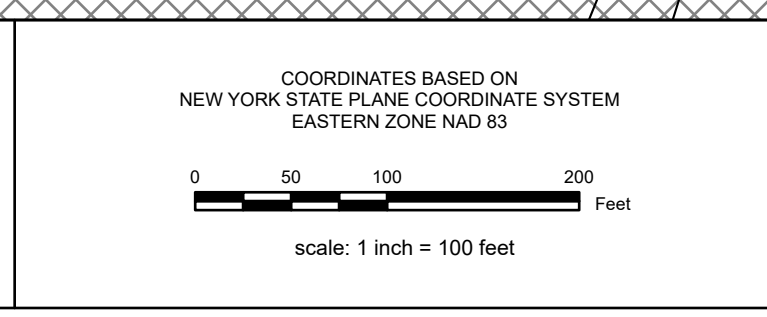 COORDINATES BASED ON
NEW YORK STATE PLANE COORDINATE SYSTEM
EASTERN ZONE NAD 83
0 50 100 200
Feet
scale: 1 inch = 100 feet